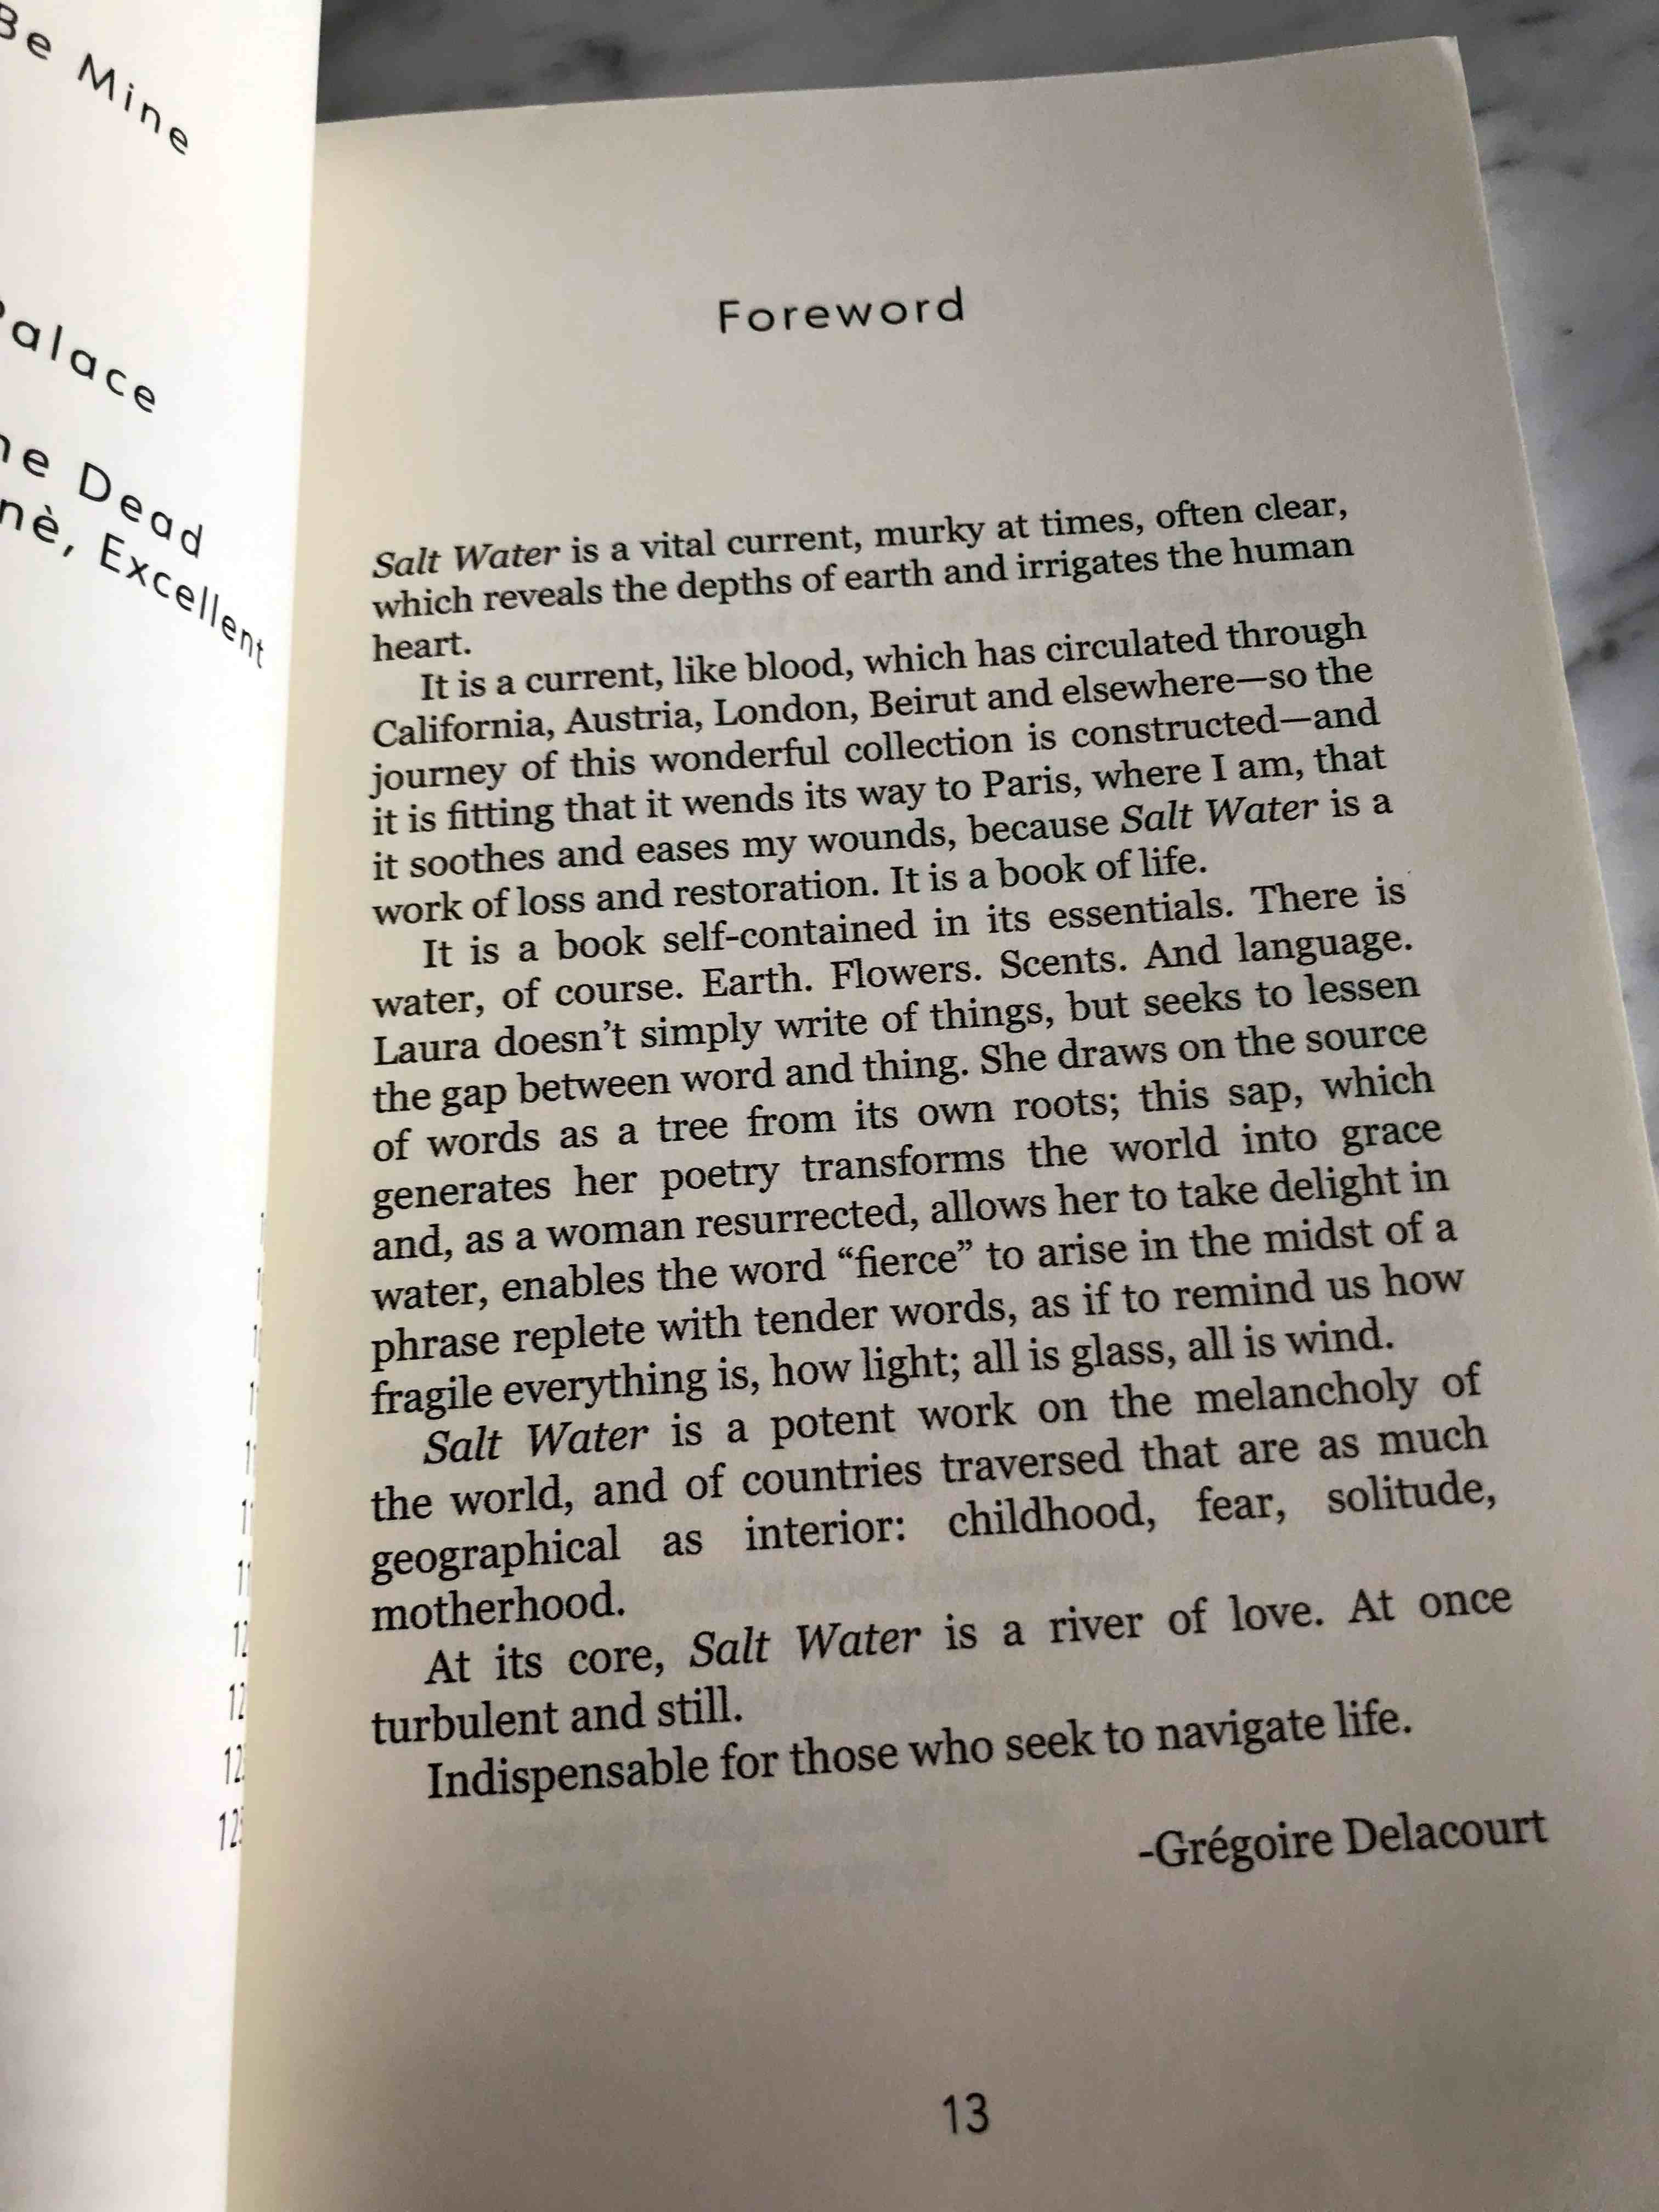 Be Mine
Palace
he Dead
nè, Excellent
12
12
12
Foreword
Salt Water is a vital current, murky at times, often clear,
which reveals the depths of earth and irrigates the human
heart.
It is a current, like blood, which has circulated through
California, Austria, London, Beirut and elsewhere—so the
journey of this wonderful collection is constructed—and
it is fitting that it wends its way to Paris, where I am, that
it soothes and eases my wounds, because Salt Water is a
work of loss and restoration. It is a book of life.
It is a book self-contained in its essentials. There is
water, of course. Earth. Flowers. Scents. And language.
Laura doesn’t simply write of things, but seeks to lessen
the gap between word and thing. She draws on the source
of words as a tree from its own roots; this sap, which
generates her poetry transforms the world into grace
and, as a woman resurrected, allows her to take delight in
water, enables the word “fierce” to arise in the midst of a
phrase replete with tender words, as if to remind us how
fragile everything is, how light; all is glass, all is wind.
Salt Water is a potent work on the melancholy of
the world, and of countries traversed that are as much
geographical as interior: childhood, fear, solitude,
motherhood.
At its core, Salt Water is a river of love. At once
turbulent and still.
Indispensable for those who seek to navigate life.
-Grégoire Delacourt
13